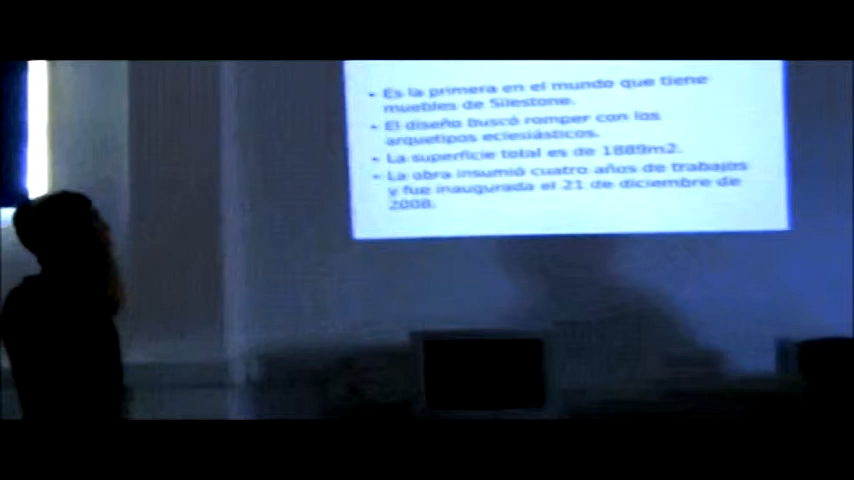 • Es la primera en el mundo que tiene
muebles de Silestone.
• El diseño buscó romper con los
arquetipos eclesiásticos.
• La superficie total es de 1889m2.
• La obra insumió cuatro años de trabajos
y fue inaugurada el 21 de diciembre de
2008.